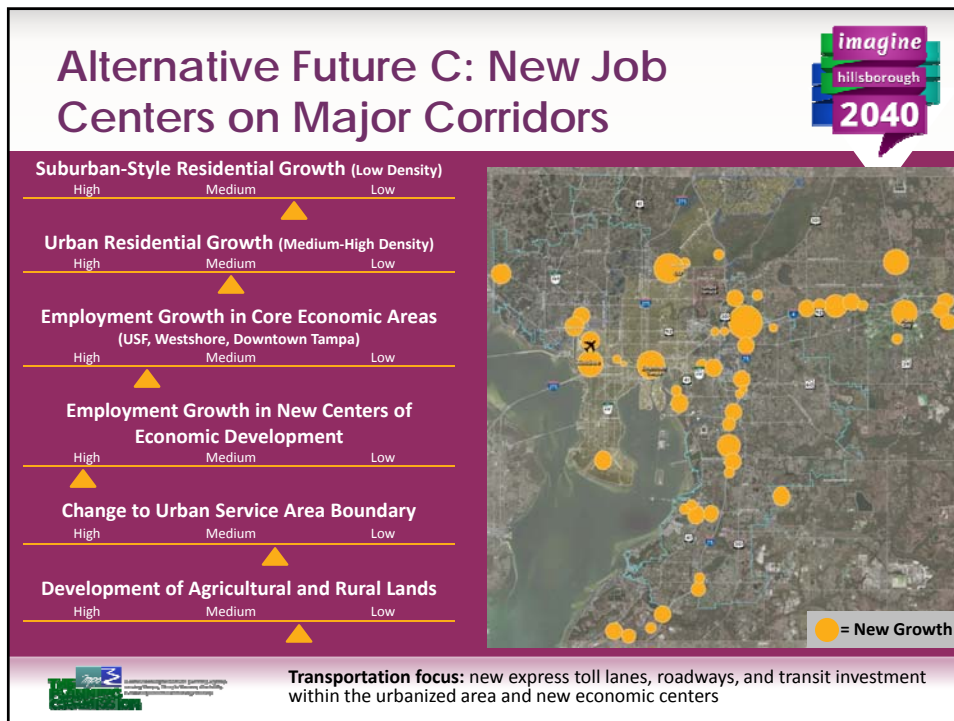 Alternative Future C: New Job
Centers on Major Corridors
imagine
hillsborough
2040
Suburban-Style Residential Growth (Low Density)
High Medium Low
Urban Residential Growth (Medium-High Density)
High Medium Low
Employment Growth in Core Economic Areas
(USF, Westshore, Downtown Tampa)
High Medium Low
Employment Growth in New Centers of
Economic Development
High Medium Low
Change to Urban Service Area Boundary
High Medium Low
Development of Agricultural and Rural Lands
High Medium Low
= New Growth
Transportation focus: new express toll lanes, roadways, and transit investment
within the urbanized area and new economic centers